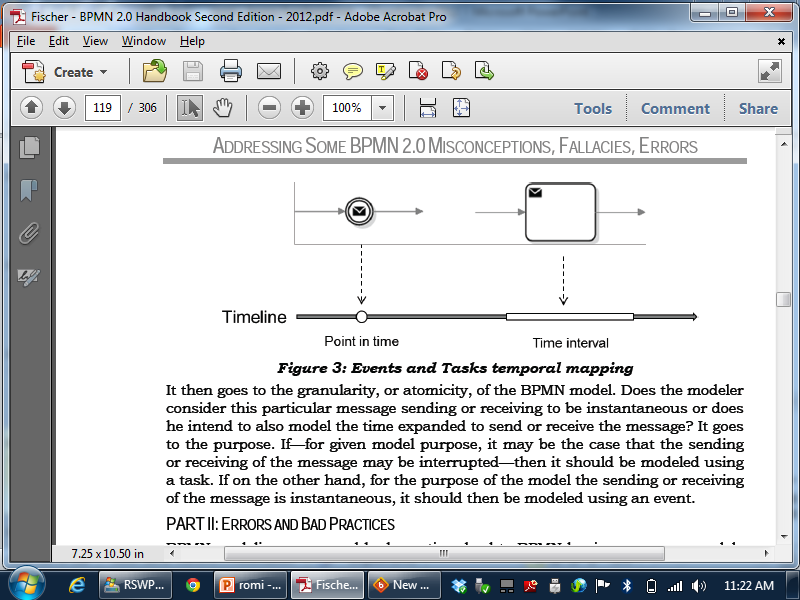 Fischer - BPMN 2.0 Handbook Second Edition - 2012.pdf - Adobe Acrobat Pro
File Edit View Window Help
Create
119 / 306
100%
Tools Comment Share
ADDRESSING SOME BPMN 2.0 MISCONCEPTIONS, FALLACIES, ERRORS
Timeline
Point in time
Time interval
Figure 3: Events and Tasks temporal mapping
It then goes to the granularity, or atomicity, of the BPMN model. Does the modeler
consider this particular message sending or receiving to be instantaneous or does
he intend to also model the time expanded to send or receive the message? It goes
to the purpose. If—for given model purpose, it may be the case that the sending
or receiving of the message may be interrupted—then it should be modeled using
a task. If on the other hand, for the purpose of the model the sending or receiving
of the message is instantaneous, it should then be modeled using an event.
PART II: ERRORS AND BAD PRACTICES
7.25 x 10.50 in
RSWP... romi -... Fische... New ...
11:22 AM